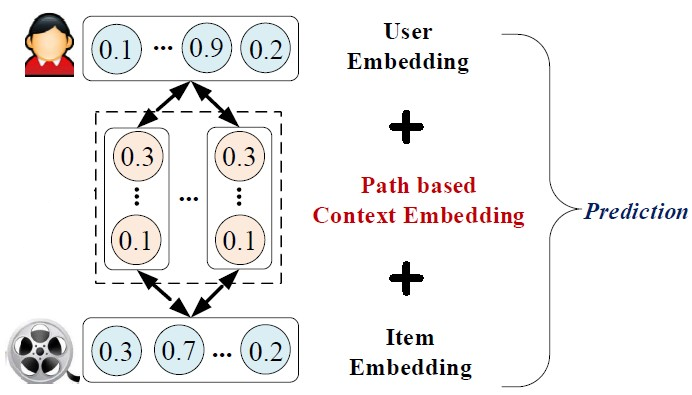 0.1 ... 0.9 0.2
User
Embedding
0.3 0.3
...
0.1 0.1
Path based
Context Embedding
Prediction
0.3 0.7 ... 0.2
Item
Embedding